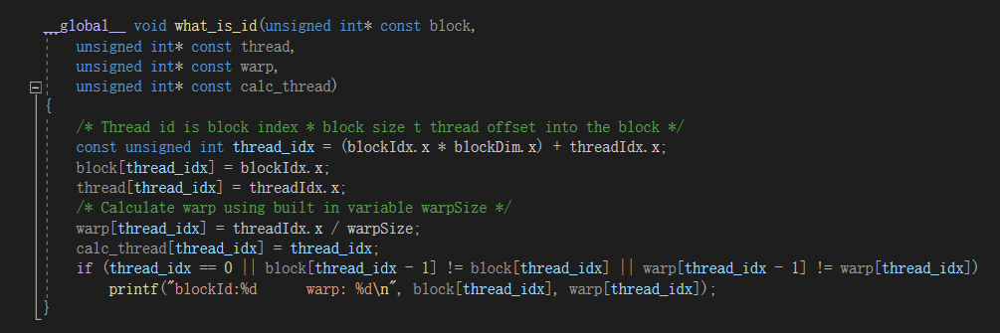 __global__ void what_is_id(unsigned int* const block,
unsigned int* const thread,
unsigned int* const warp,
unsigned int* const calc_thread)
{
/* Thread id is block index * block size t thread offset into the block */
const unsigned int thread_idx = (blockIdx.x * blockDim.x) + threadIdx.x;
block[thread_idx] = blockIdx.x;
thread[thread_idx] = threadIdx.x;
/* Calculate warp using built in variable warpSize */
warp[thread_idx] = threadIdx.x / warpSize;
calc_thread[thread_idx] = thread_idx;
if (thread_idx == 0 || block[thread_idx - 1] != block[thread_idx] || warp[thread_idx - 1] != warp[thread_idx])
printf("blockId:%d      warp: %d\n", block[thread_idx], warp[thread_idx]);
}